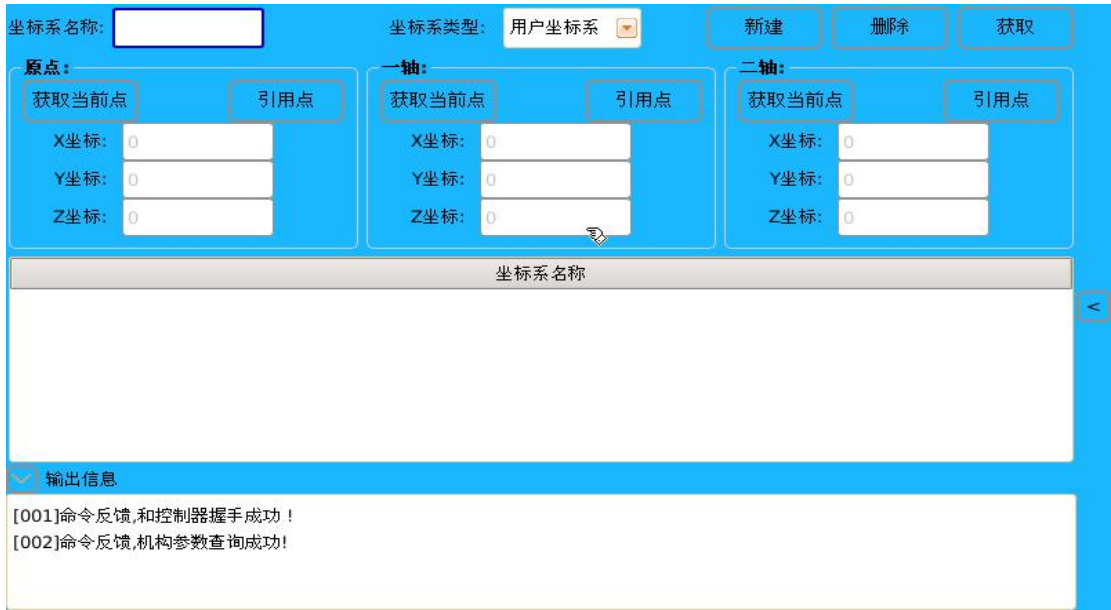 坐标系名称: 坐标系类型: 用户坐标系 新建 删除 获取
原点: 一轴: 二轴:
获取当前点 引用点 获取当前点 引用点 获取当前点 引用点
X坐标: 0 X坐标: 0 X坐标: 0
Y坐标: 0 Y坐标: 0 Y坐标: 0
Z坐标: 0 Z坐标: 0 Z坐标: 0
坐标系名称
<
输出信息
[001]命令反馈,和控制器握手成功！
[002]命令反馈,机构参数查询成功!